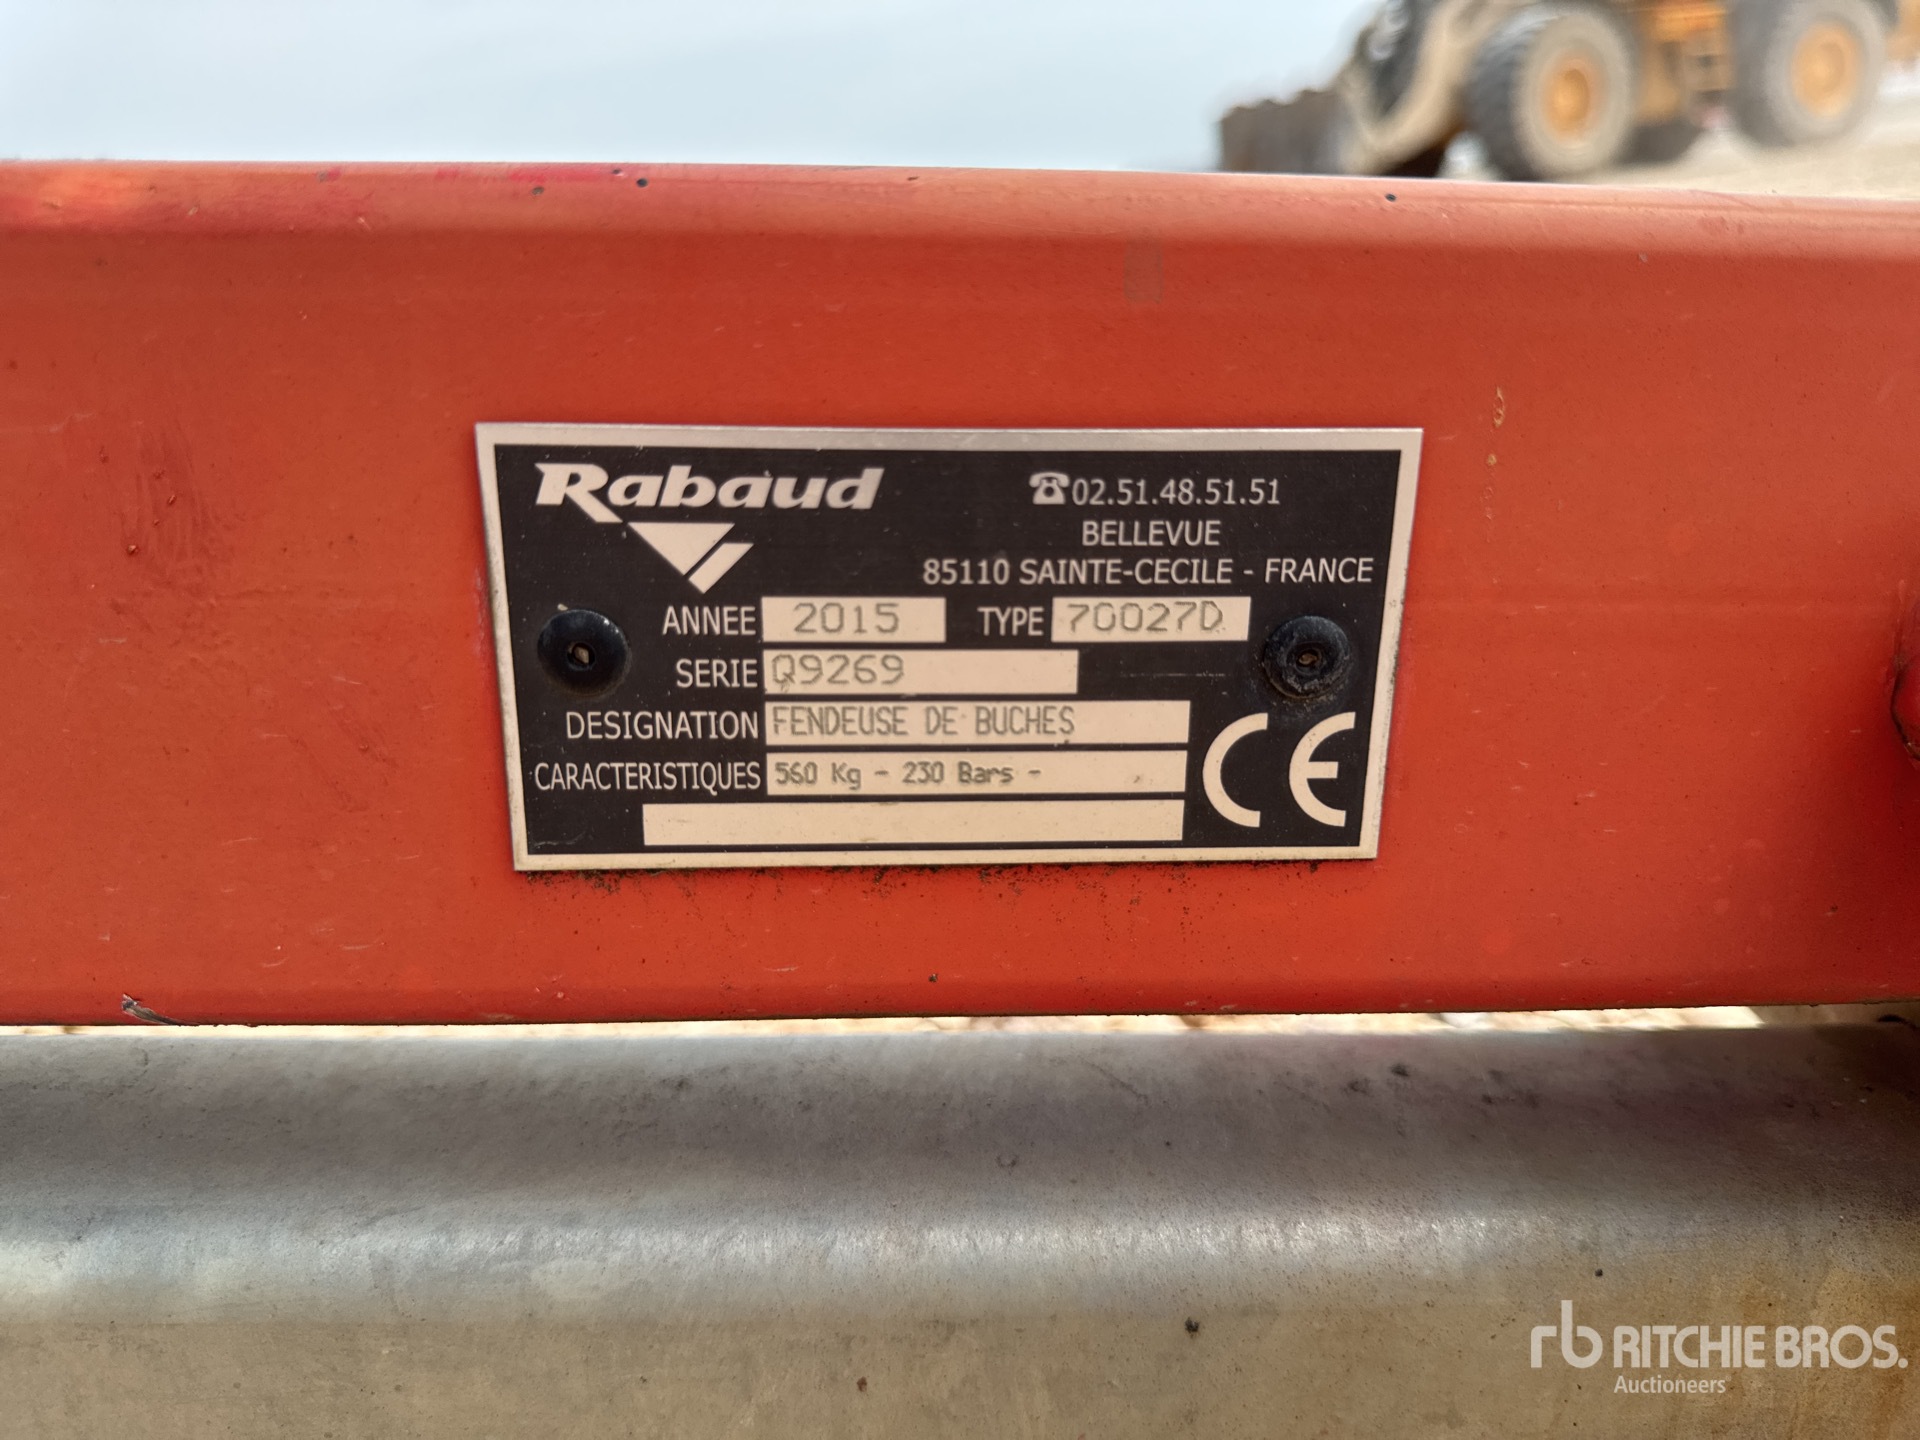 Rabaud
☎02.51.48.51.51
BELLEVUE
85110 SAINTE-CECILE - FRANCE
ANNEE 2015 TYPE 70027D
SERIE Q9269
DESIGNATION FENDEUSE DE BUCHES
CARACTERISTIQUES 560 Kg - 230 Bars -
CE
rb RITCHIE BROS.
Auctioneers